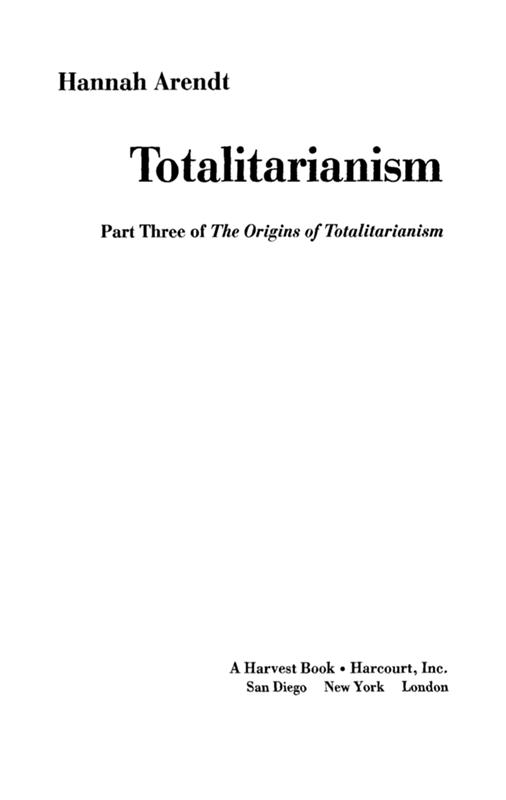 Hannah Arendt
Totalitarianism
Part Three of The Origins of Totalitarianism
A Harvest Book • Harcourt, Inc.
San Diego New York London